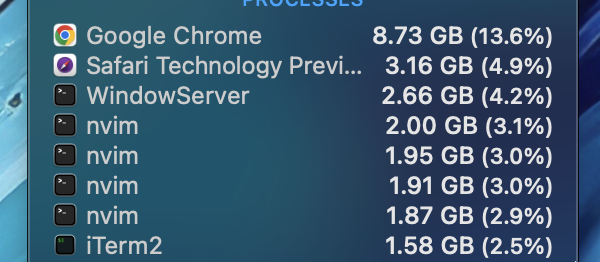 PROCESSES
Google Chrome 8.73 GB (13.6%)
Safari Technology Previ... 3.16 GB (4.9%)
WindowServer 2.66 GB (4.2%)
nvim 2.00 GB (3.1%)
nvim 1.95 GB (3.0%)
nvim 1.91 GB (3.0%)
nvim 1.87 GB (2.9%)
iTerm2 1.58 GB (2.5%)